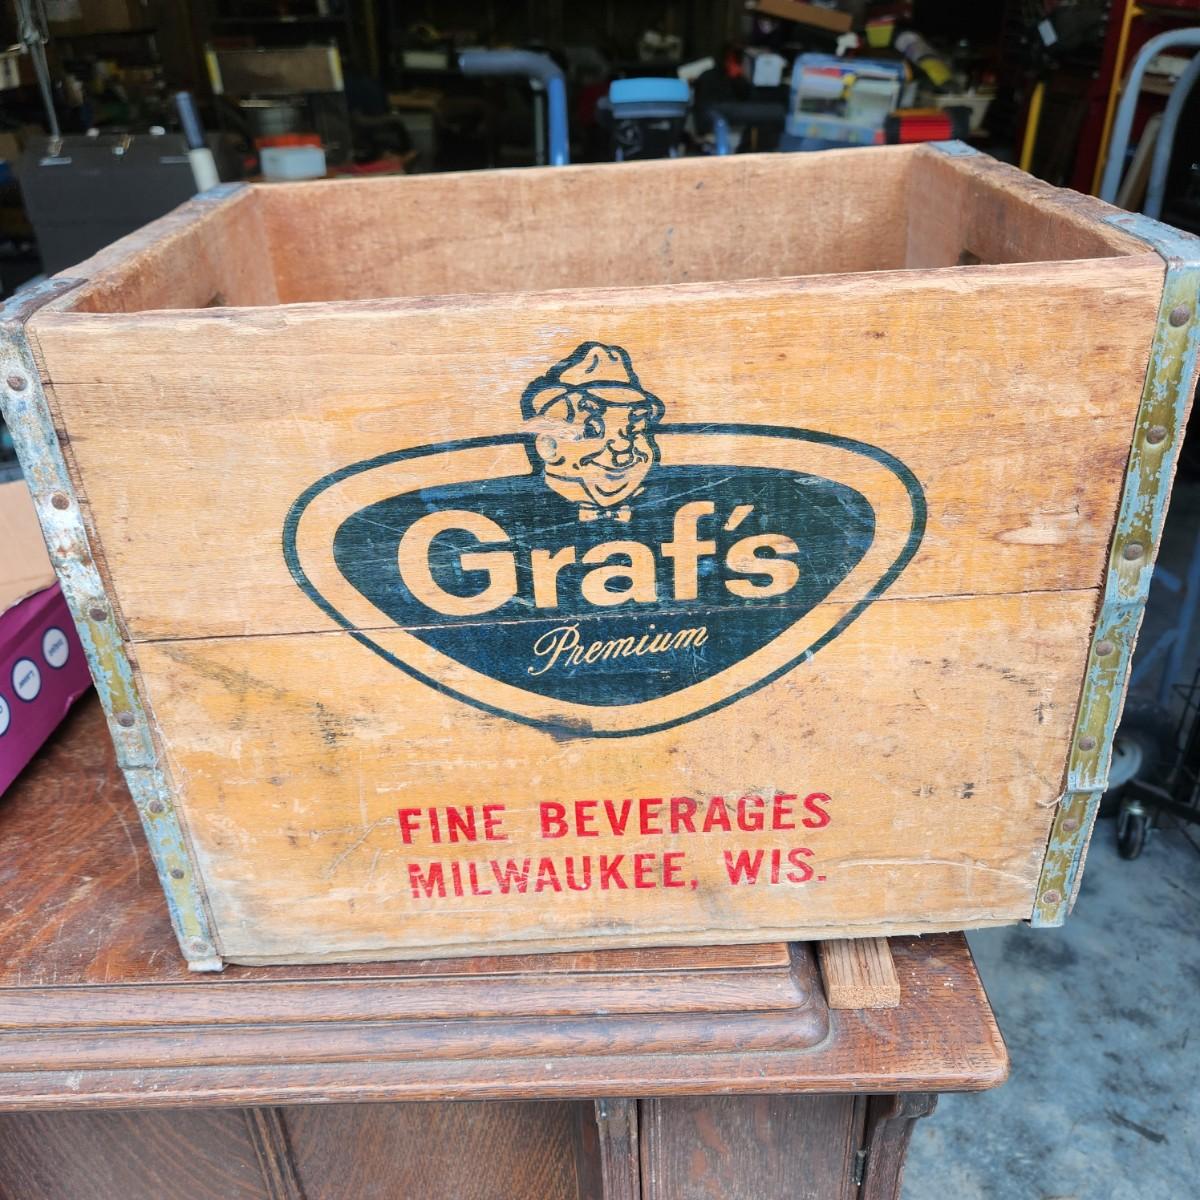 Graf's
Premium
FINE BEVERAGES
MILWAUKEE, WIS.